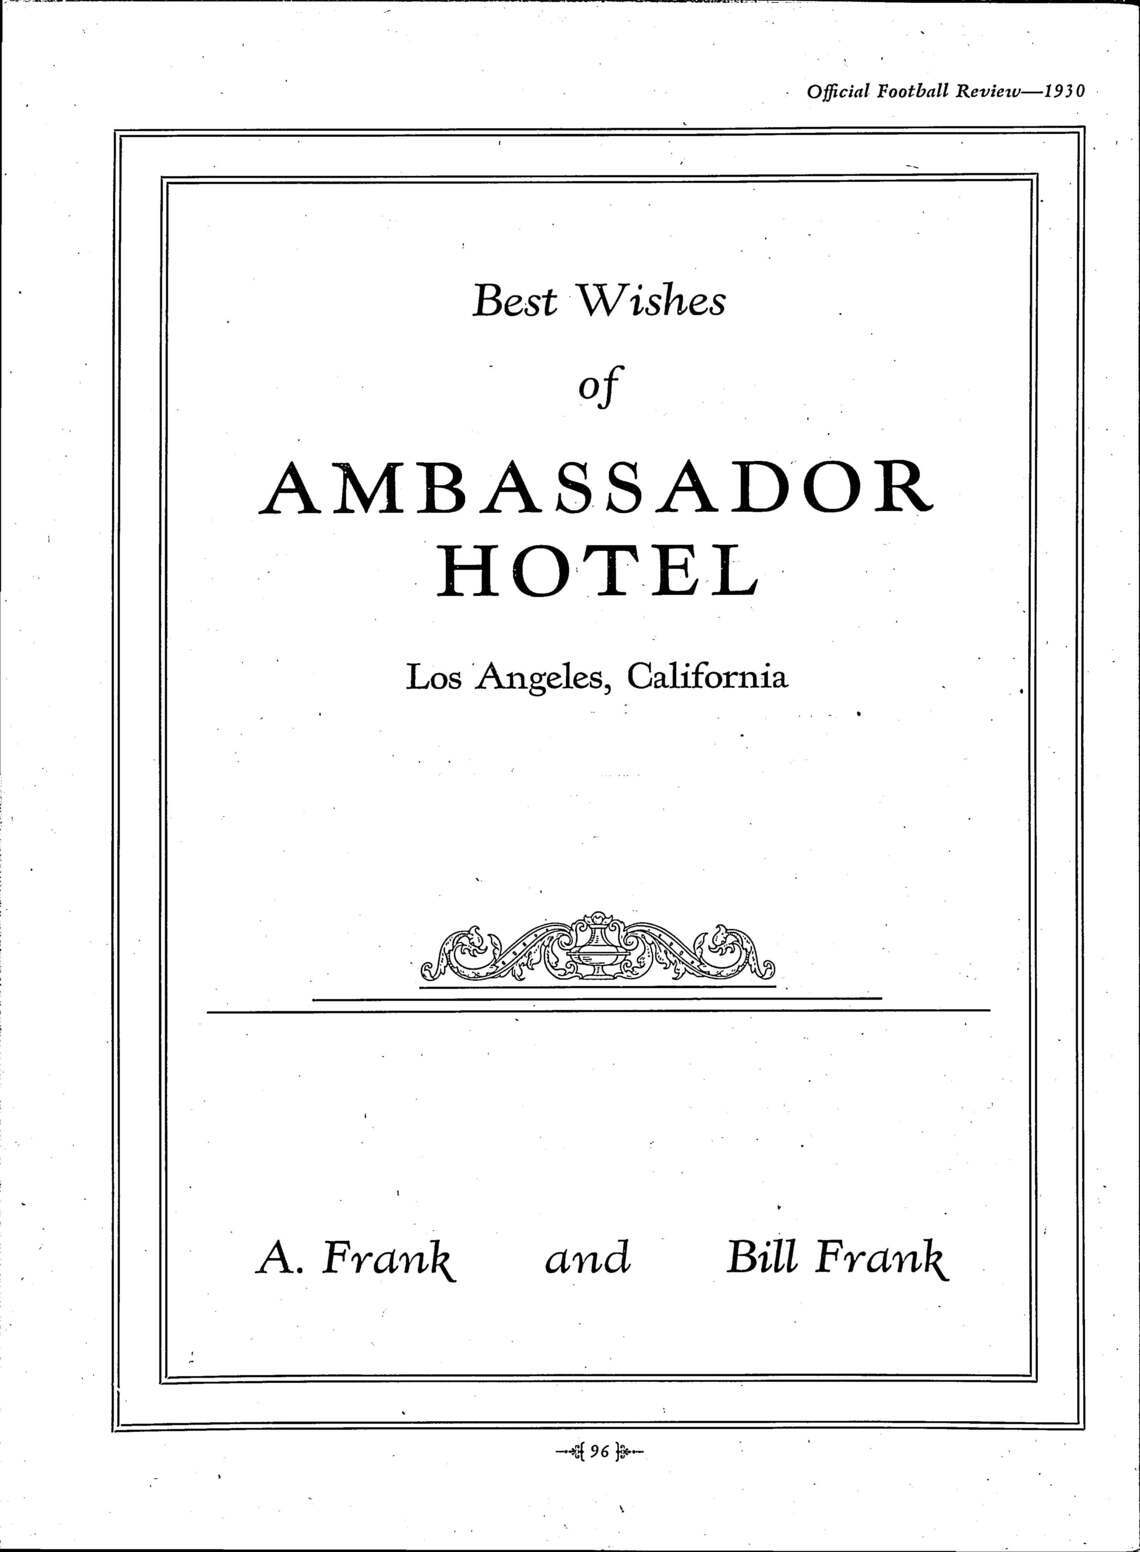 Official Football Review—1930
Best Wishes
of
AMBASSADOR
HOTEL
Los Angeles, California
A. Frank and Bill Frank
96